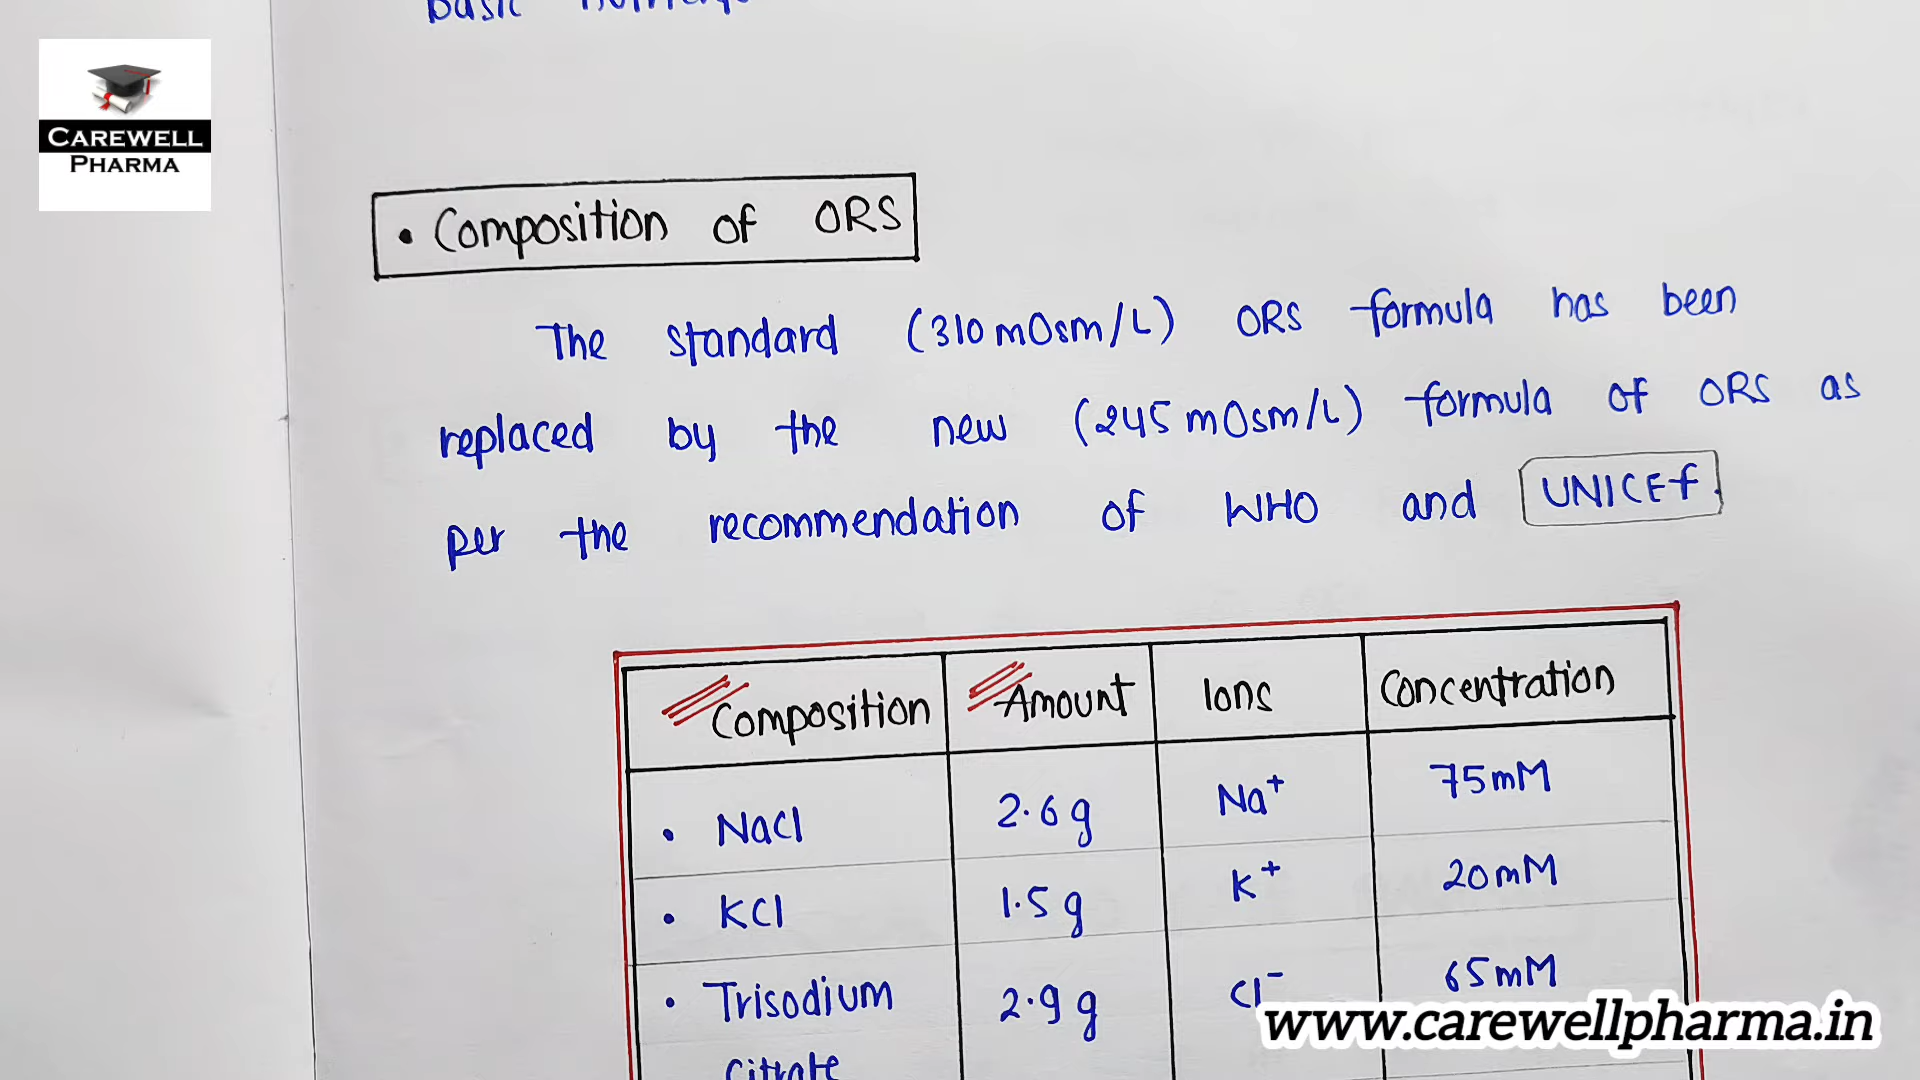 CAREWELL
PHARMA
• Composition of ORS
The standard (310 mOsm/L) ORS formula has been
replaced by the new (245 mOsm/L) formula of ORS as
per the recommendation of WHO and UNICEf.
Composition Amount Ions Concentration
• NaCl 2.6 g Na+ 75mM
• KCl 1.5 g K+ 20mM
• Trisodium 2.9 g Cl- 65mM
Citrate
www.carewellpharma.in